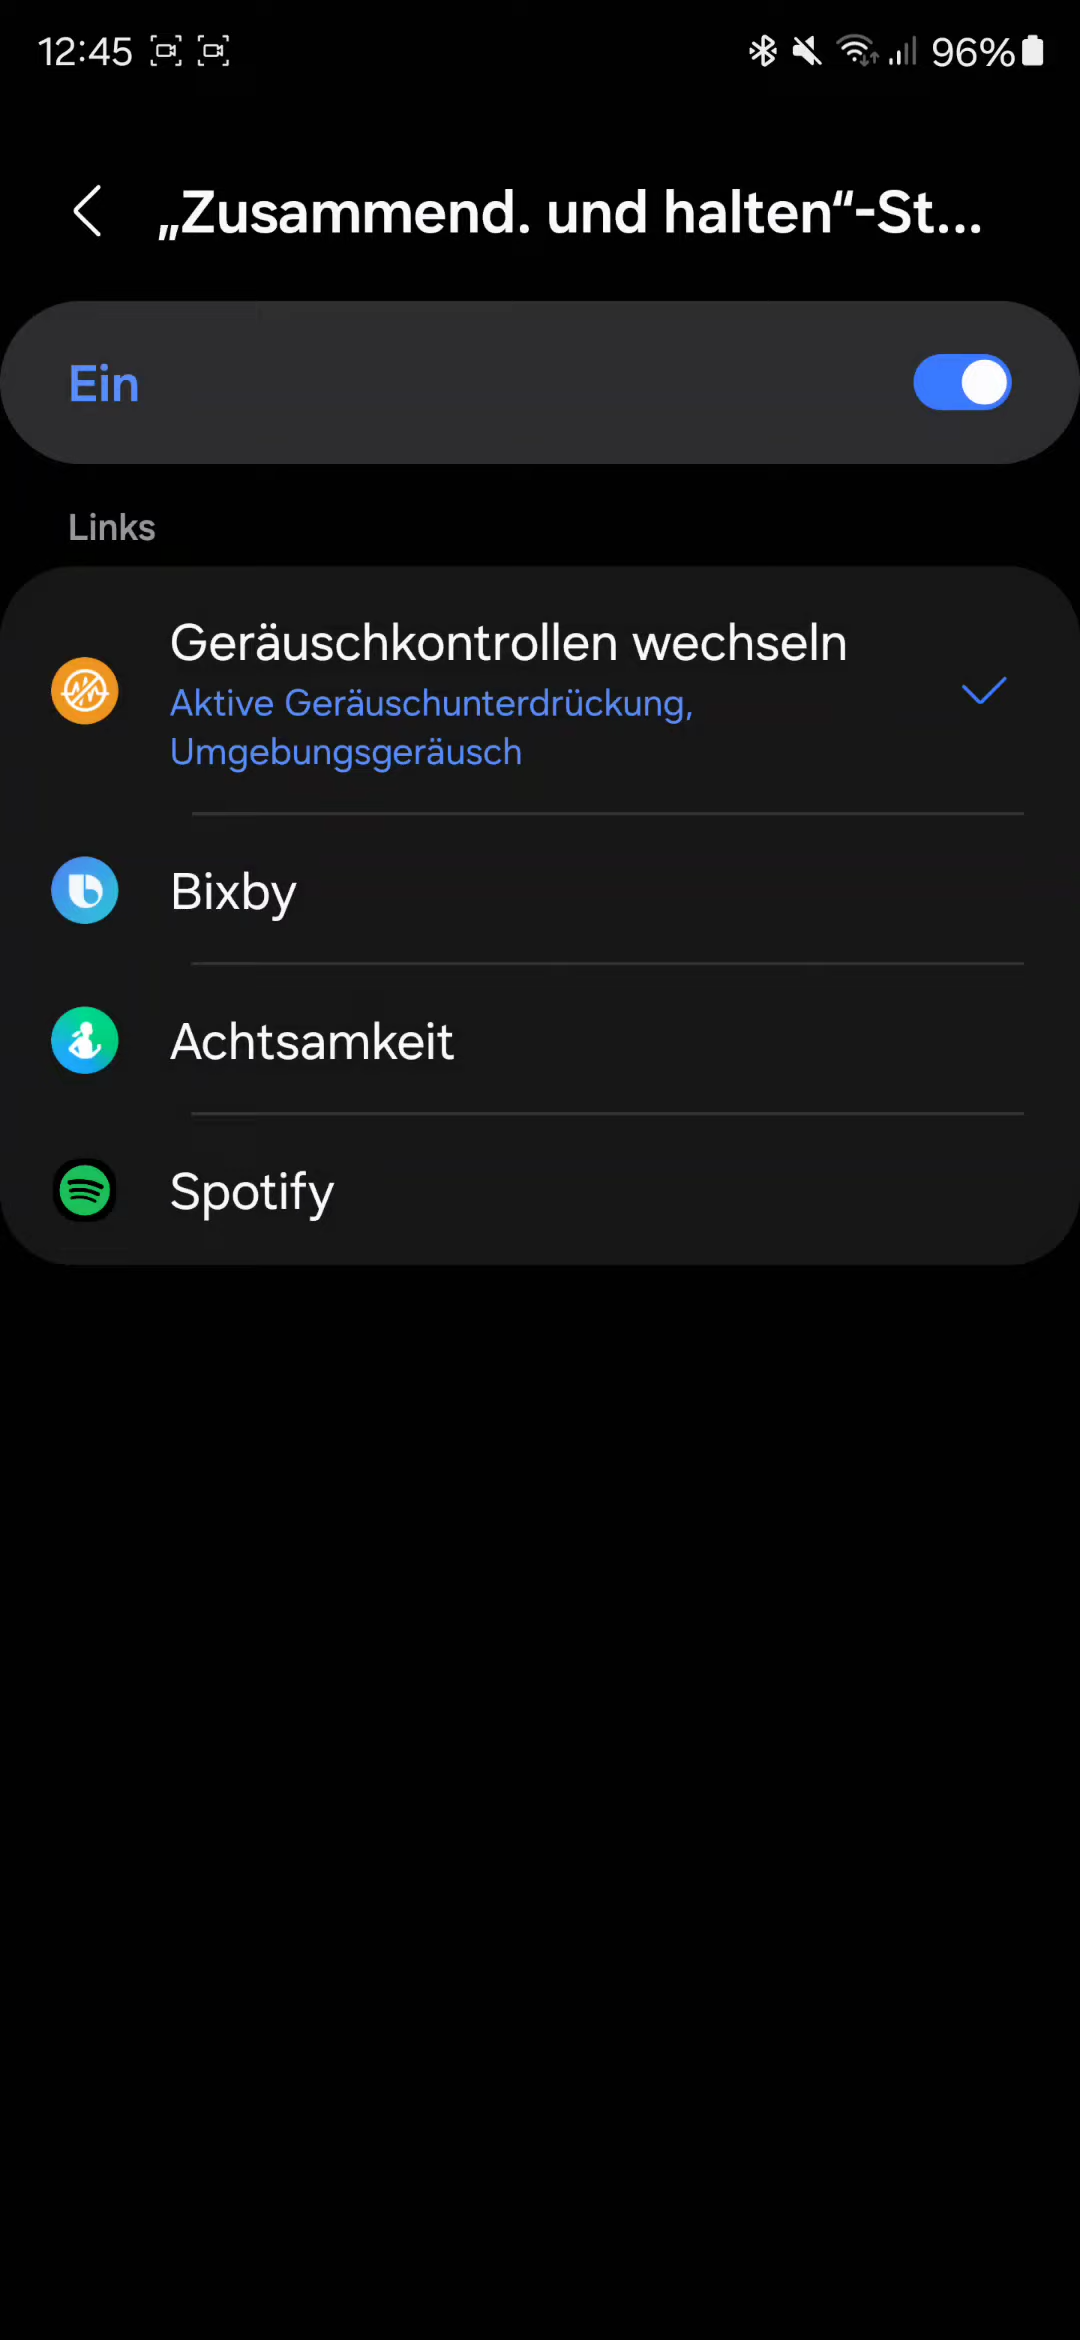 12:45 96%
„Zusammend. und halten“-St...
Ein
Links
Geräuschkontrollen wechseln
Aktive Geräuschunterdrückung,
Umgebungsgeräusch
Bixby
Achtsamkeit
Spotify